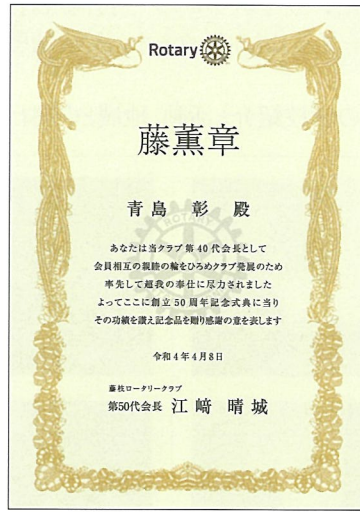 Rotary
藤薫章
青島 彰 殿
あなたは当クラブ第40代会長として
会員相互の親睦の輪をひろめクラブ発展のため
率先して超我の奉仕に尽力されました
よってここに創立50周年記念式典に当り
その功績を讃え記念品を贈り感謝の意を表します
令和4年4月8日
藤枝ロータリークラブ
第50代会長 江﨑 晴城